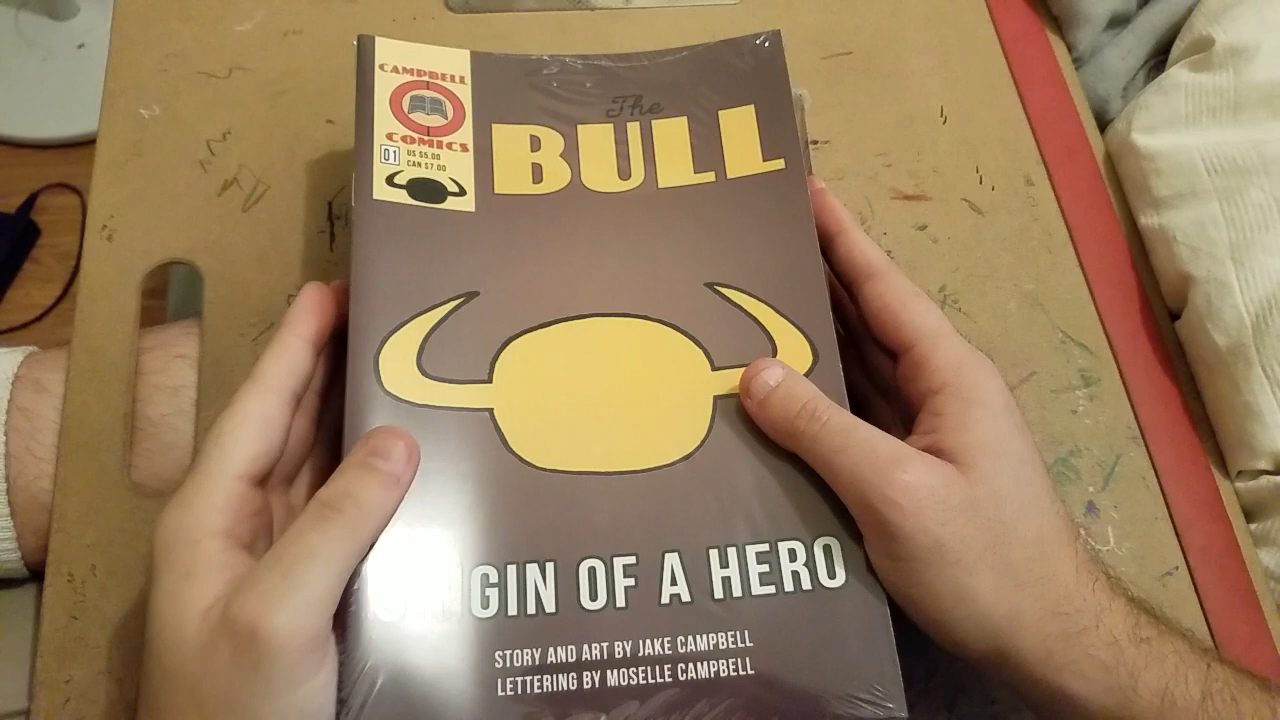 CAMPBELL
COMICS
01
US $5.00
CAN $7.00
The
BULL
OF A HERO
STORY AND ART BY JAKE CAMPBELL
LETTERING BY MOSELLE CAMPBELL